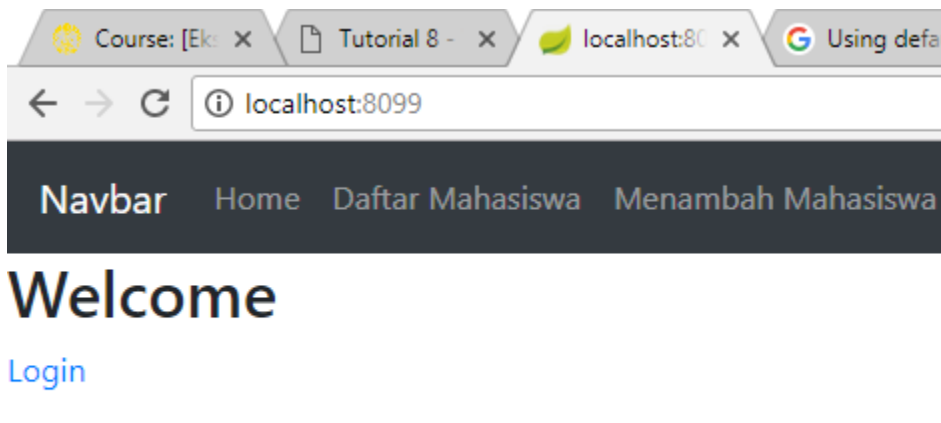 Course: [Eks Tutorial 8 - localhost:80 Using defa
localhost:8099
Navbar Home Daftar Mahasiswa Menambah Mahasiswa
Welcome
Login